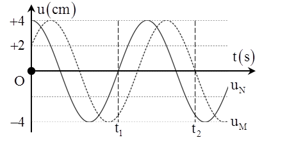 +4
u(cm)
+2
t(s)
O
u_N
t_1
t_2
−4
u_M